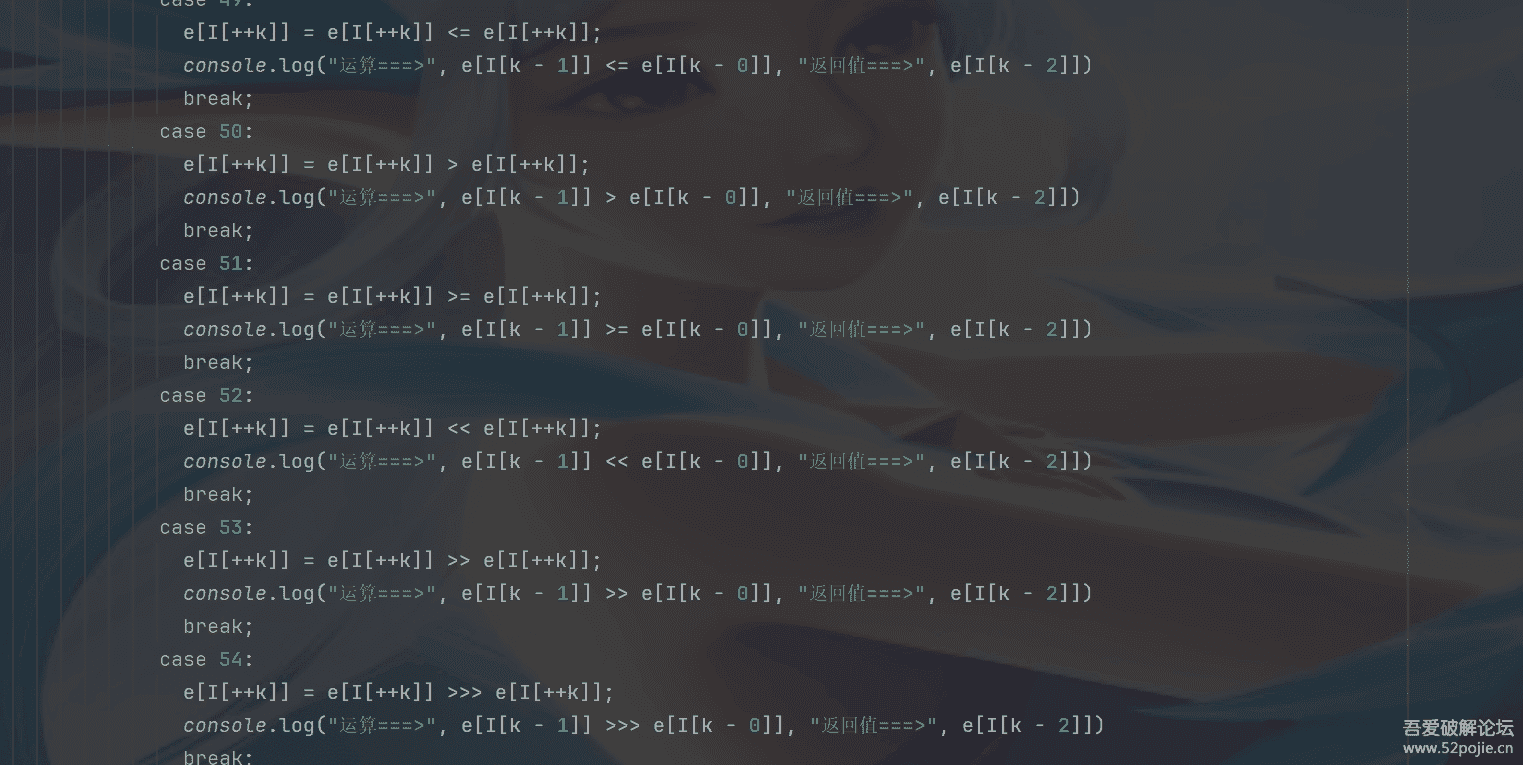 case 49:
e[I[++k]] = e[I[++k]] <= e[I[++k]];
console.log("运算===>", e[I[k - 1]] <= e[I[k - 0]], "返回值===>", e[I[k - 2]])
break;
case 50:
e[I[++k]] = e[I[++k]] > e[I[++k]];
console.log("运算===>", e[I[k - 1]] > e[I[k - 0]], "返回值===>", e[I[k - 2]])
break;
case 51:
e[I[++k]] = e[I[++k]] >= e[I[++k]];
console.log("运算===>", e[I[k - 1]] >= e[I[k - 0]], "返回值===>", e[I[k - 2]])
break;
case 52:
e[I[++k]] = e[I[++k]] << e[I[++k]];
console.log("运算===>", e[I[k - 1]] << e[I[k - 0]], "返回值===>", e[I[k - 2]])
break;
case 53:
e[I[++k]] = e[I[++k]] >> e[I[++k]];
console.log("运算===>", e[I[k - 1]] >> e[I[k - 0]], "返回值===>", e[I[k - 2]])
break;
case 54:
e[I[++k]] = e[I[++k]] >>> e[I[++k]];
console.log("运算===>", e[I[k - 1]] >>> e[I[k - 0]], "返回值===>", e[I[k - 2]])
break;
吾爱破解论坛
www.52pojie.cn